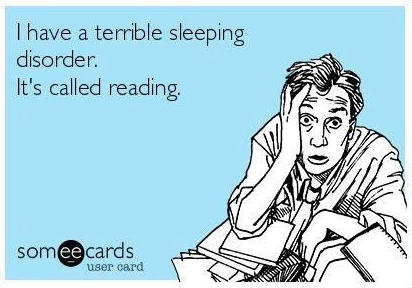 I have a terrible sleeping
disorder.
It's called reading.
someecards
user card